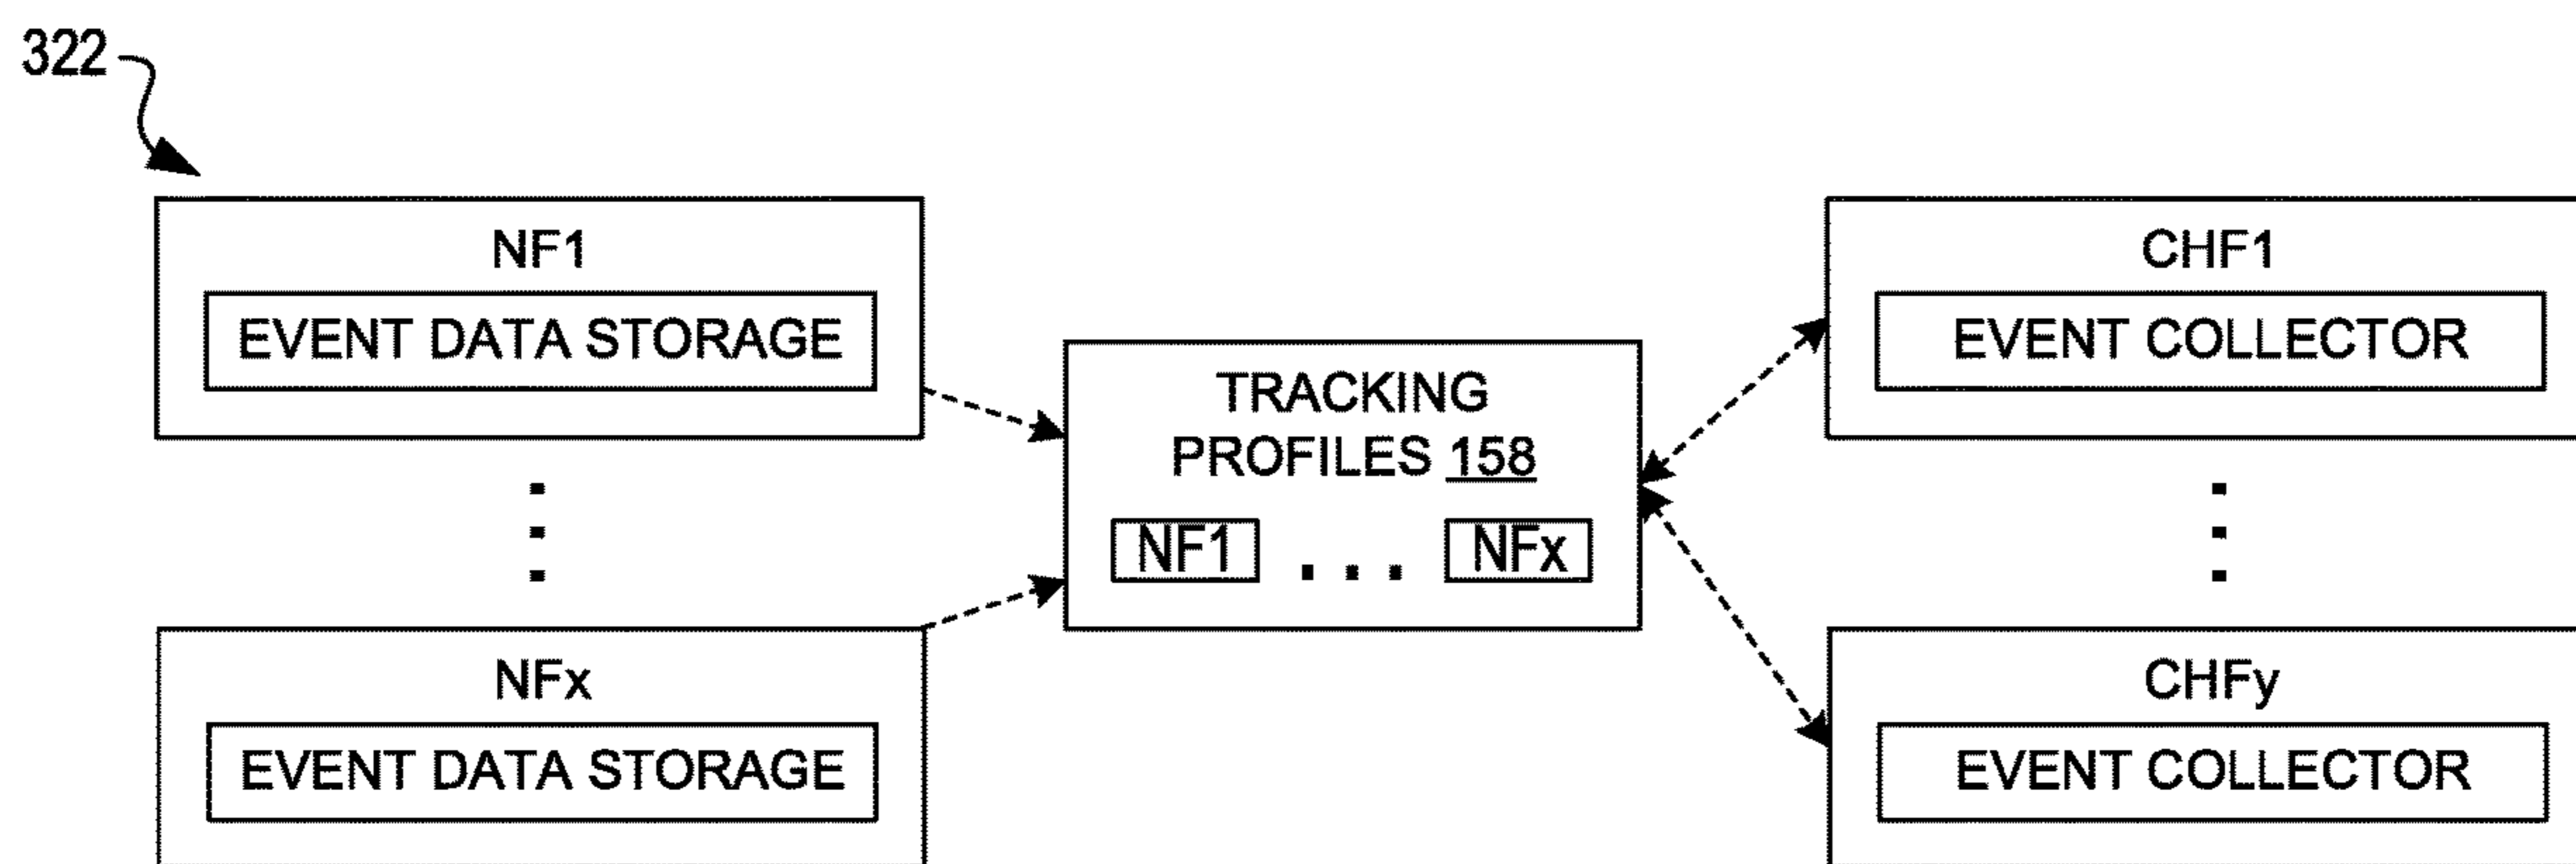 322
NF1
EVENT DATA STORAGE
NFx
EVENT DATA STORAGE
TRACKING
PROFILES 158
NF1 . . . NFx
CHF1
EVENT COLLECTOR
CHFy
EVENT COLLECTOR